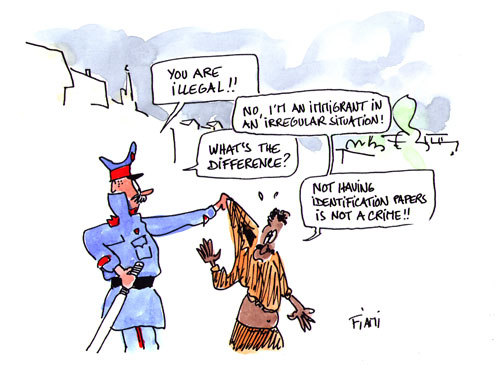 YOU ARE
ILLEGAL!!
NO, I'M AN IMMIGRANT IN
AN IRREGULAR SITUATION!
WHAT'S THE
DIFFERENCE?
NOT HAVING
IDENTIFICATION PAPERS
IS NOT A CRIME!!